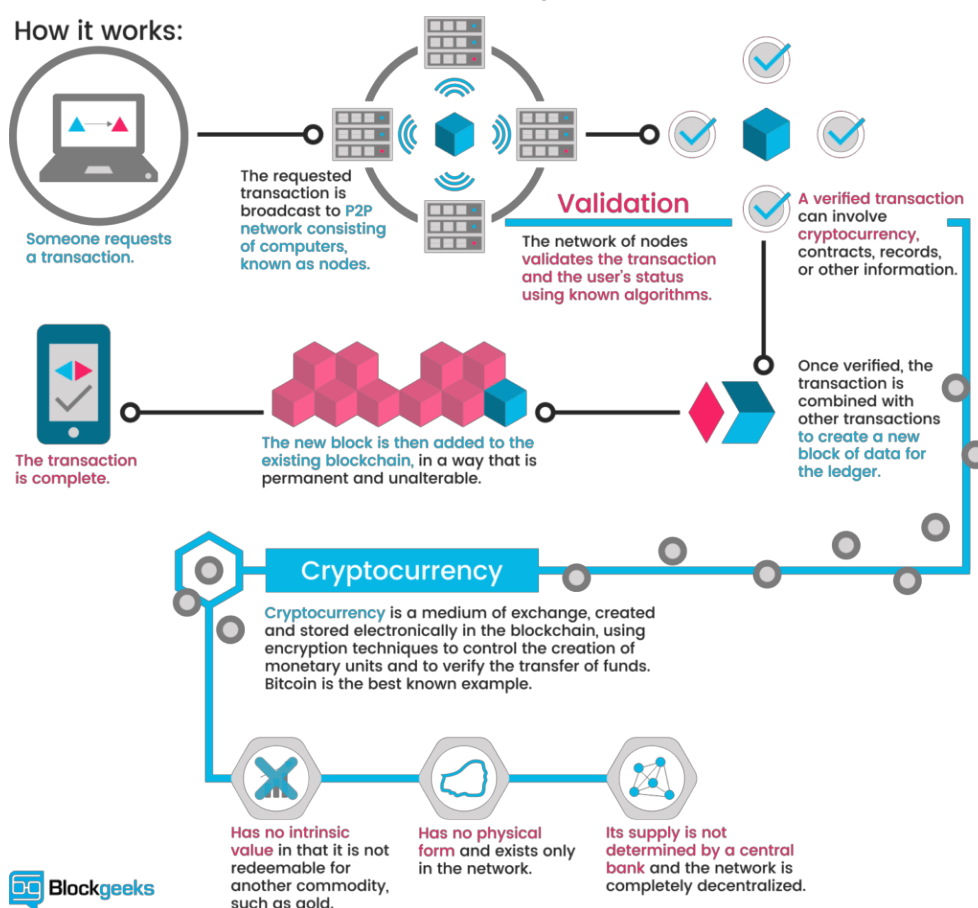 How it works:
Someone requests
a transaction.
The requested
transaction is
broadcast to P2P
network consisting
of computers,
known as nodes.
Validation
The network of nodes
validates the transaction
and the user's status
using known algorithms.
A verified transaction
can involve
cryptocurrency,
contracts, records,
or other information.
Once verified, the
transaction is
combined with
other transactions
to create a new
block of data for
the ledger.
The new block is then added to the
existing blockchain, in a way that is
permanent and unalterable.
The transaction
is complete.
Cryptocurrency
Cryptocurrency is a medium of exchange, created
and stored electronically in the blockchain, using
encryption techniques to control the creation of
monetary units and to verify the transfer of funds.
Bitcoin is the best known example.
Has no intrinsic
value in that it is not
redeemable for
another commodity,
such as gold.
Has no physical
form and exists only
in the network.
Its supply is not
determined by a central
bank and the network is
completely decentralized.
Blockgeeks